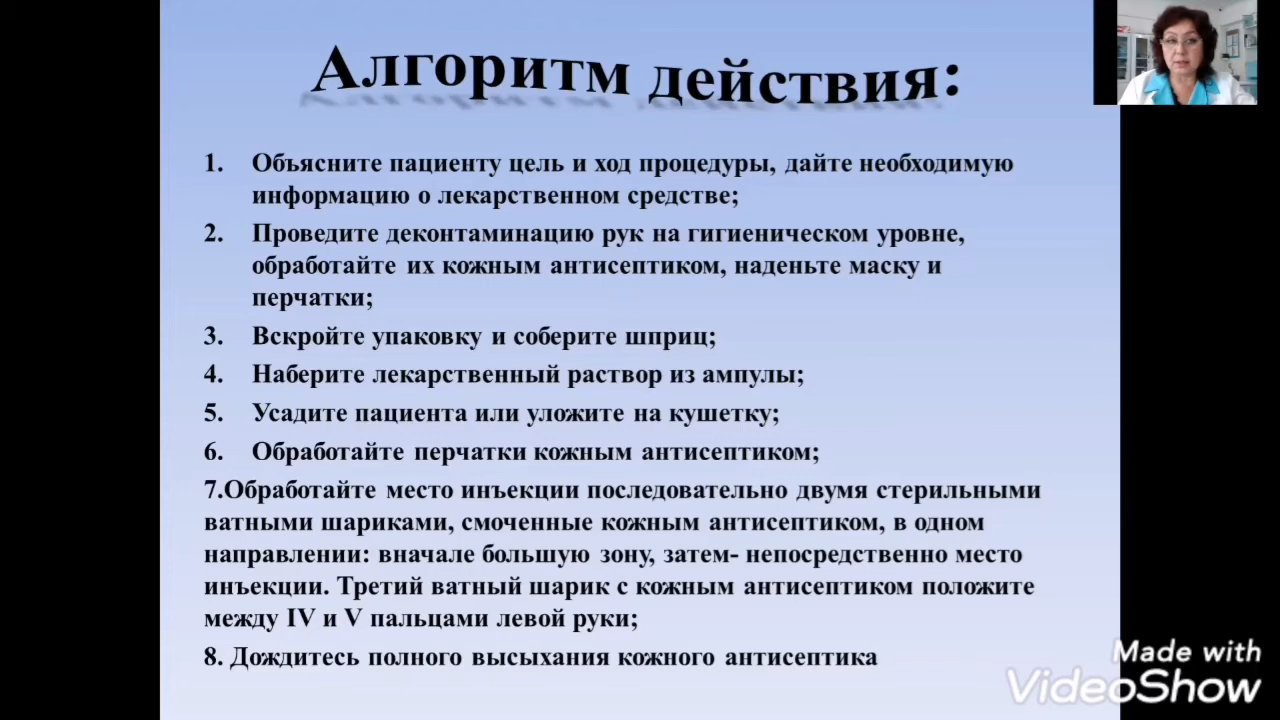 Алгоритм действия:
1. Объясните пациенту цель и ход процедуры, дайте необходимую
информацию о лекарственном средстве;
2. Проведите деконтаминацию рук на гигиеническом уровне,
обработайте их кожным антисептиком, наденьте маску и
перчатки;
3. Вскройте упаковку и соберите шприц;
4. Наберите лекарственный раствор из ампулы;
5. Усадите пациента или уложите на кушетку;
6. Обработайте перчатки кожным антисептиком;
7.Обработайте место инъекции последовательно двумя стерильными
ватными шариками, смоченные кожным антисептиком, в одном
направлении: вначале большую зону, затем- непосредственно место
инъекции. Третий ватный шарик с кожным антисептиком положите
между IV и V пальцами левой руки;
8. Дождитесь полного высыхания кожного антисептика
Made with
VideoShow